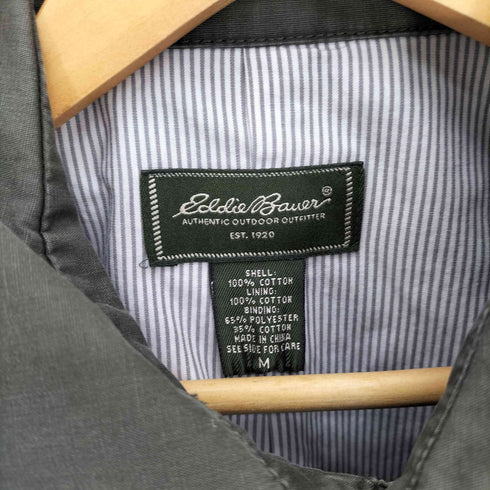 Eddie Bauer®
AUTHENTIC OUTDOOR OUTFITTER
EST. 1920
SHELL:
100% COTTON
LINING:
100% COTTON
BINDING:
65% POLYESTER
35% COTTON
MADE IN CHINA
SEE SIDE FOR CARE
M